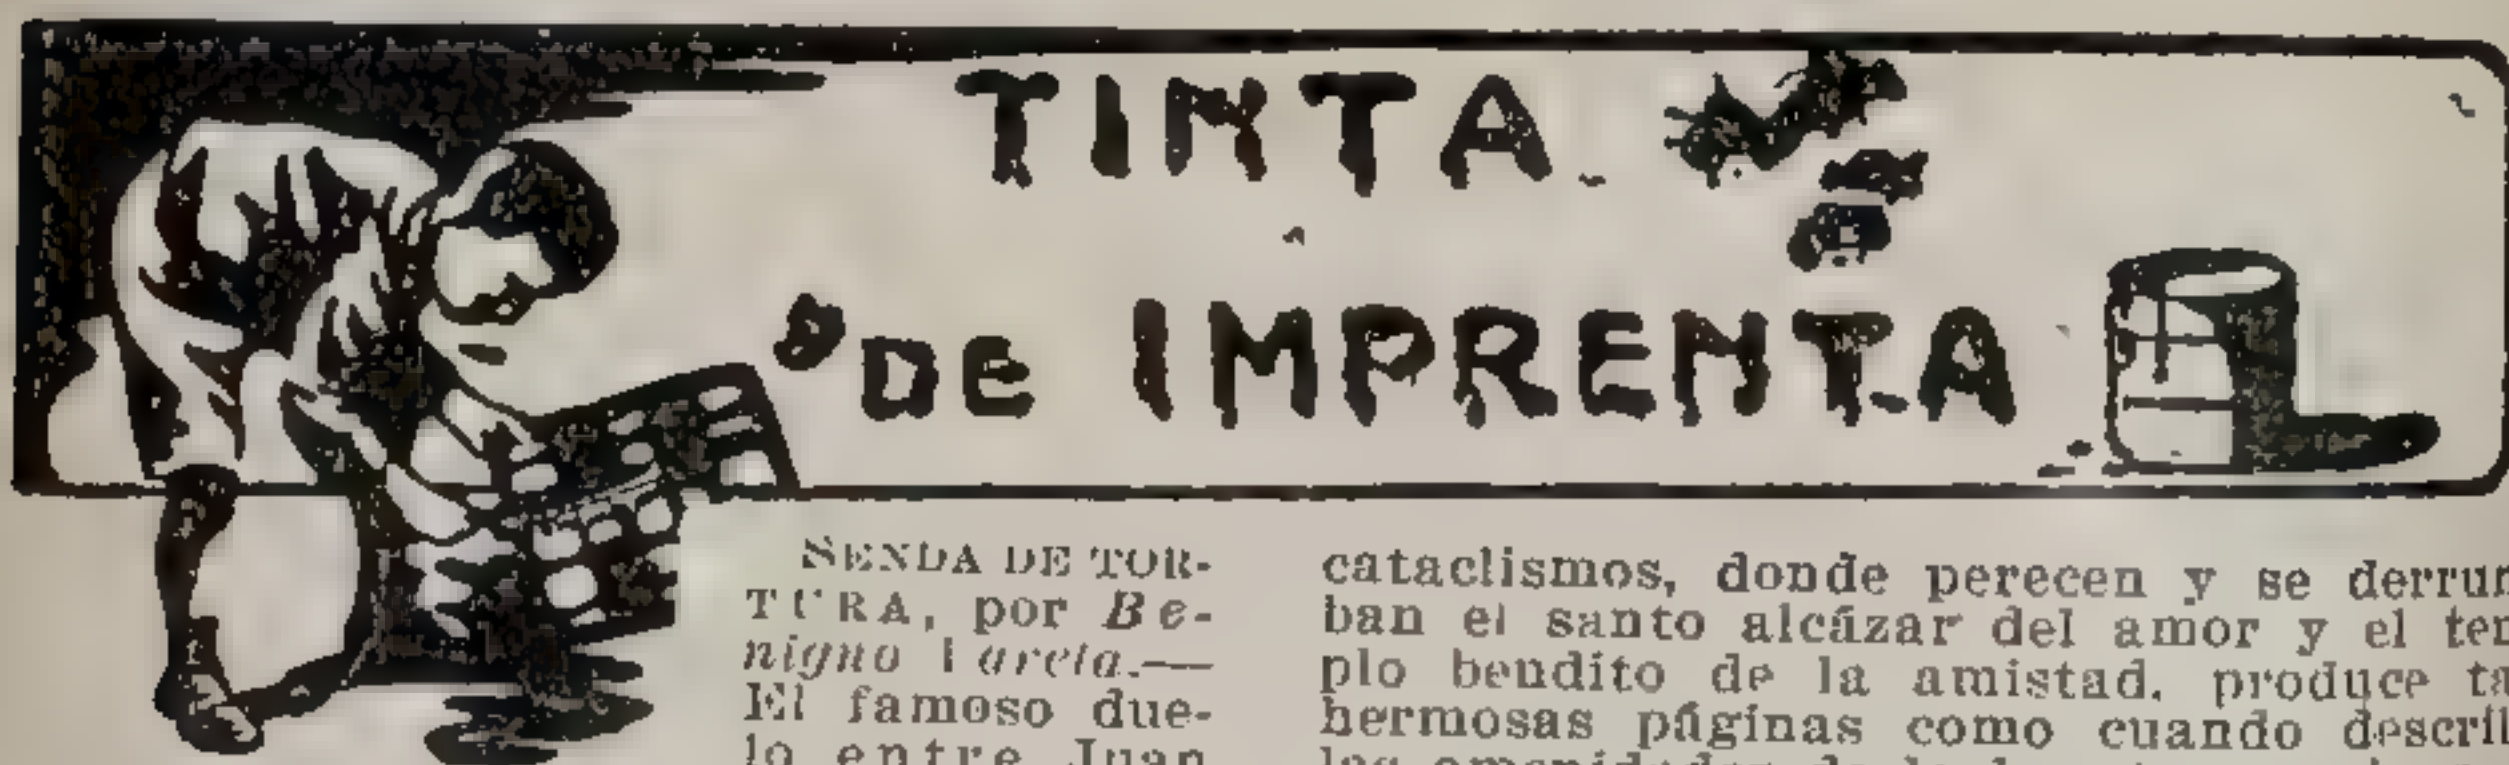 TINTA
DE IMPRENTA
SENDA DE TOR-
TURA, por Be-
nigno Varela.—
El famoso due-
lo entre Juan
cataclismos, donde perecen y se derrum
ban el santo alcázar del amor y el tem
plo bendito de la amistad, produce ta
hermosas páginas como cuando describ